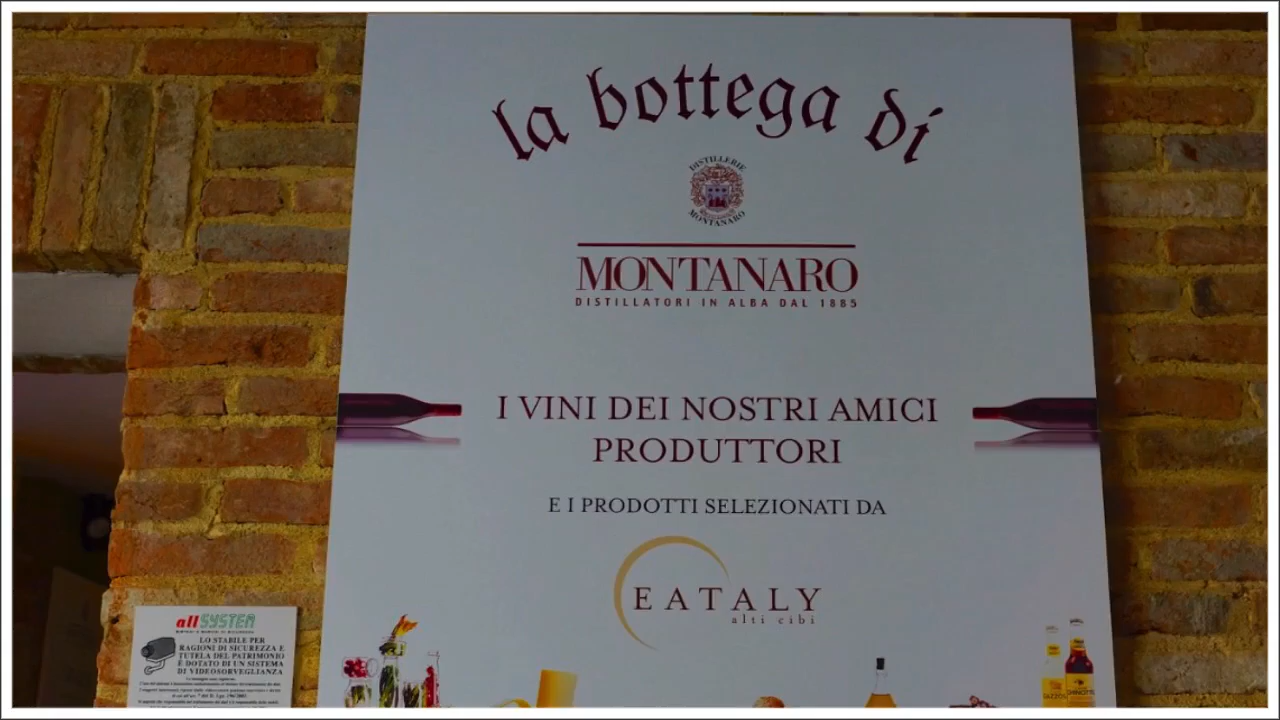 la bottega di
DISTILLERIE
MONTANARO
MONTANARO
DISTILLATORI IN ALBA DAL 1885
I VINI DEI NOSTRI AMICI
PRODUTTORI
E I PRODOTTI SELEZIONATI DA
EATALY
alti cibi
allSYSTEM
LO STABILE PER
RAGIONI DI SICUREZZA E
TUTELA DEL PATRIMONIO
È DOTATO DI UN SISTEMA
DI VIDEOSORVEGLIANZA